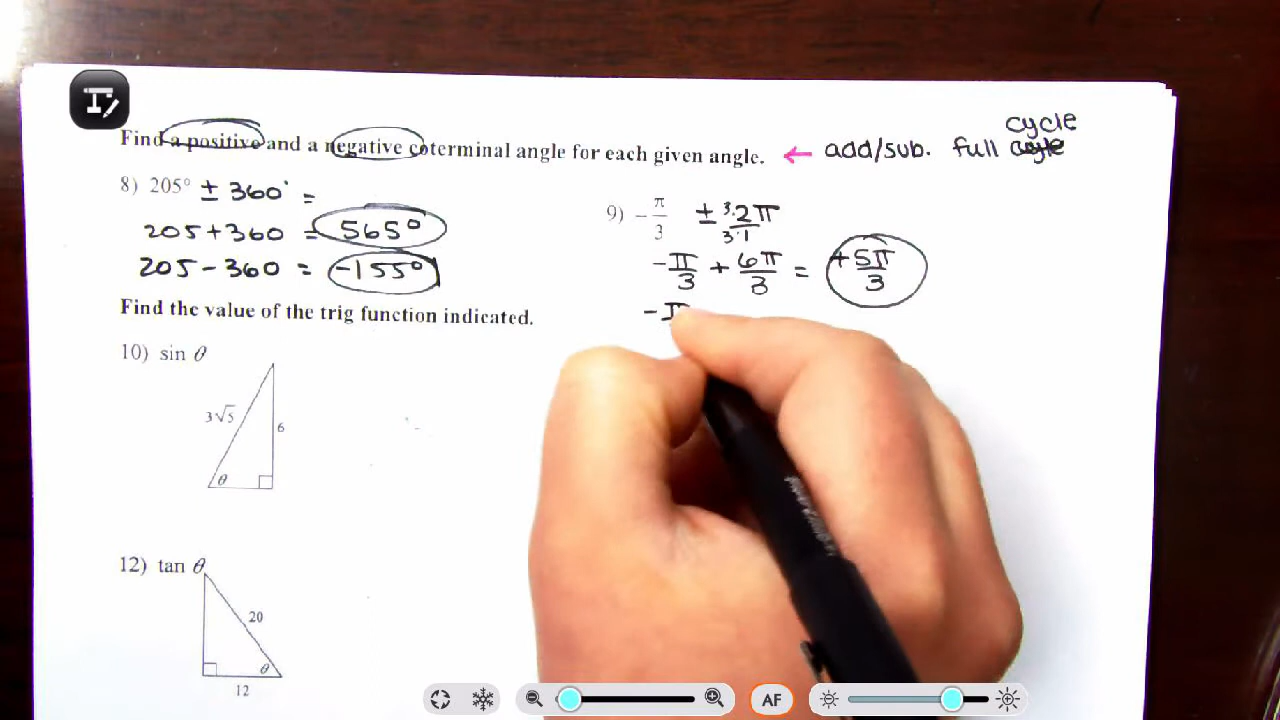 cycle
Find a positive and a negative coterminal angle for each given angle. ← add/sub. full
8) 205° ± 360° =
205+360 = 565°
205-360 = -155°
9) -π/3 ± 3·2π/3·1
-π/3 + 6π/3 = +5π/3
-π
Find the value of the trig function indicated.
10) sin θ
3√5
6
θ
12) tan θ
20
θ
12
AF